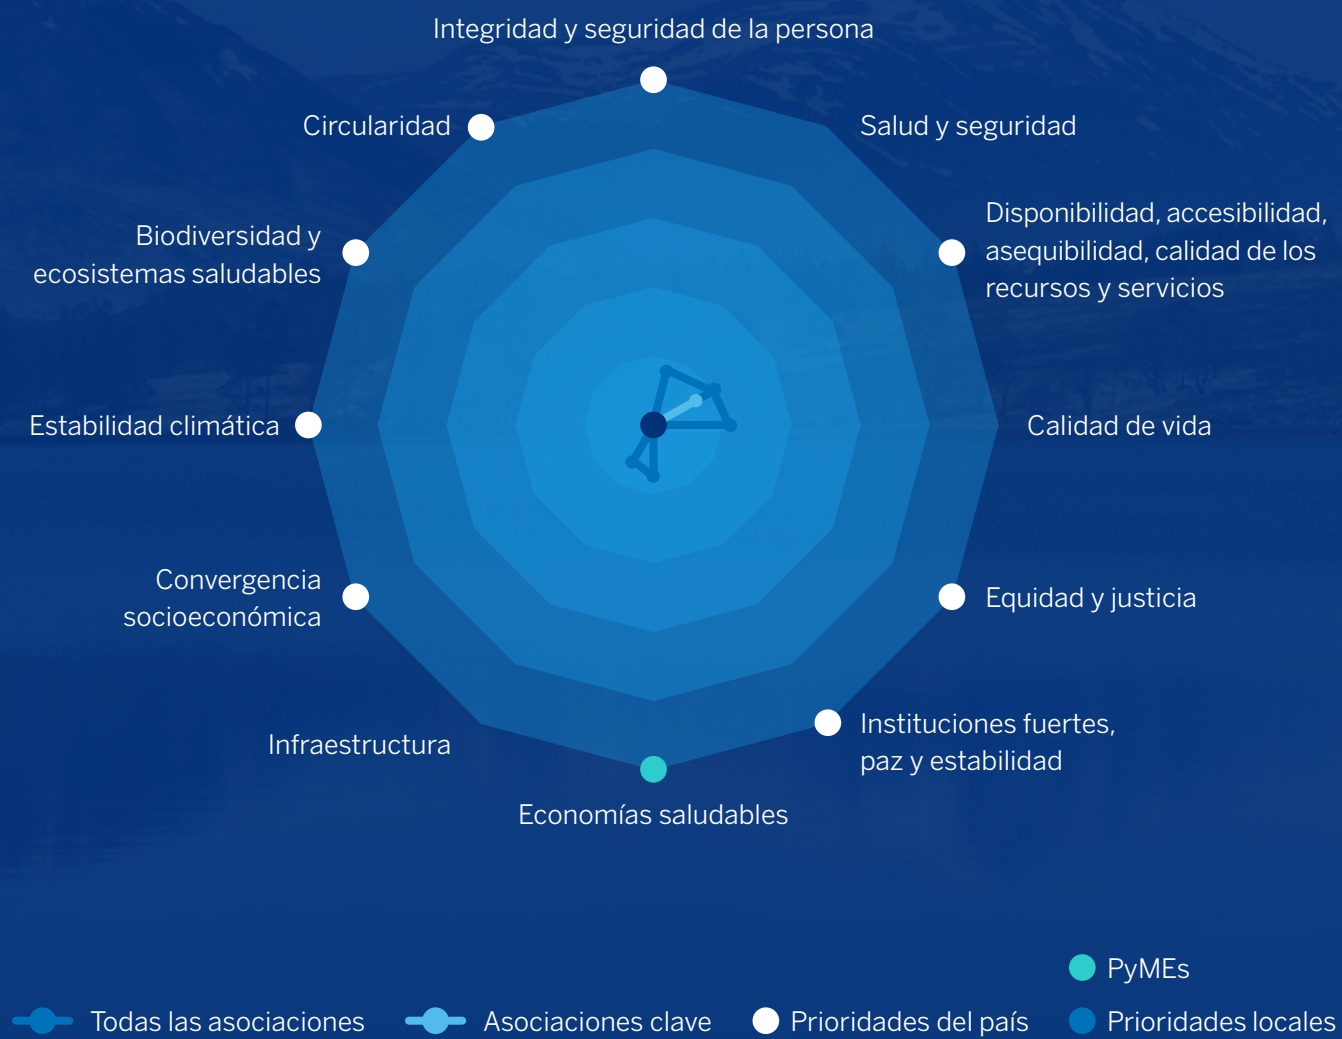 Integridad y seguridad de la persona
Circularidad
Salud y seguridad
Disponibilidad, accesibilidad,
asequibilidad, calidad de los
recursos y servicios
Biodiversidad y
ecosistemas saludables
Estabilidad climática
Calidad de vida
Convergencia
socioeconómica
Equidad y justicia
Infraestructura
Instituciones fuertes,
paz y estabilidad
Economías saludables
PyMEs
Todas las asociaciones
Asociaciones clave
Prioridades del país
Prioridades locales